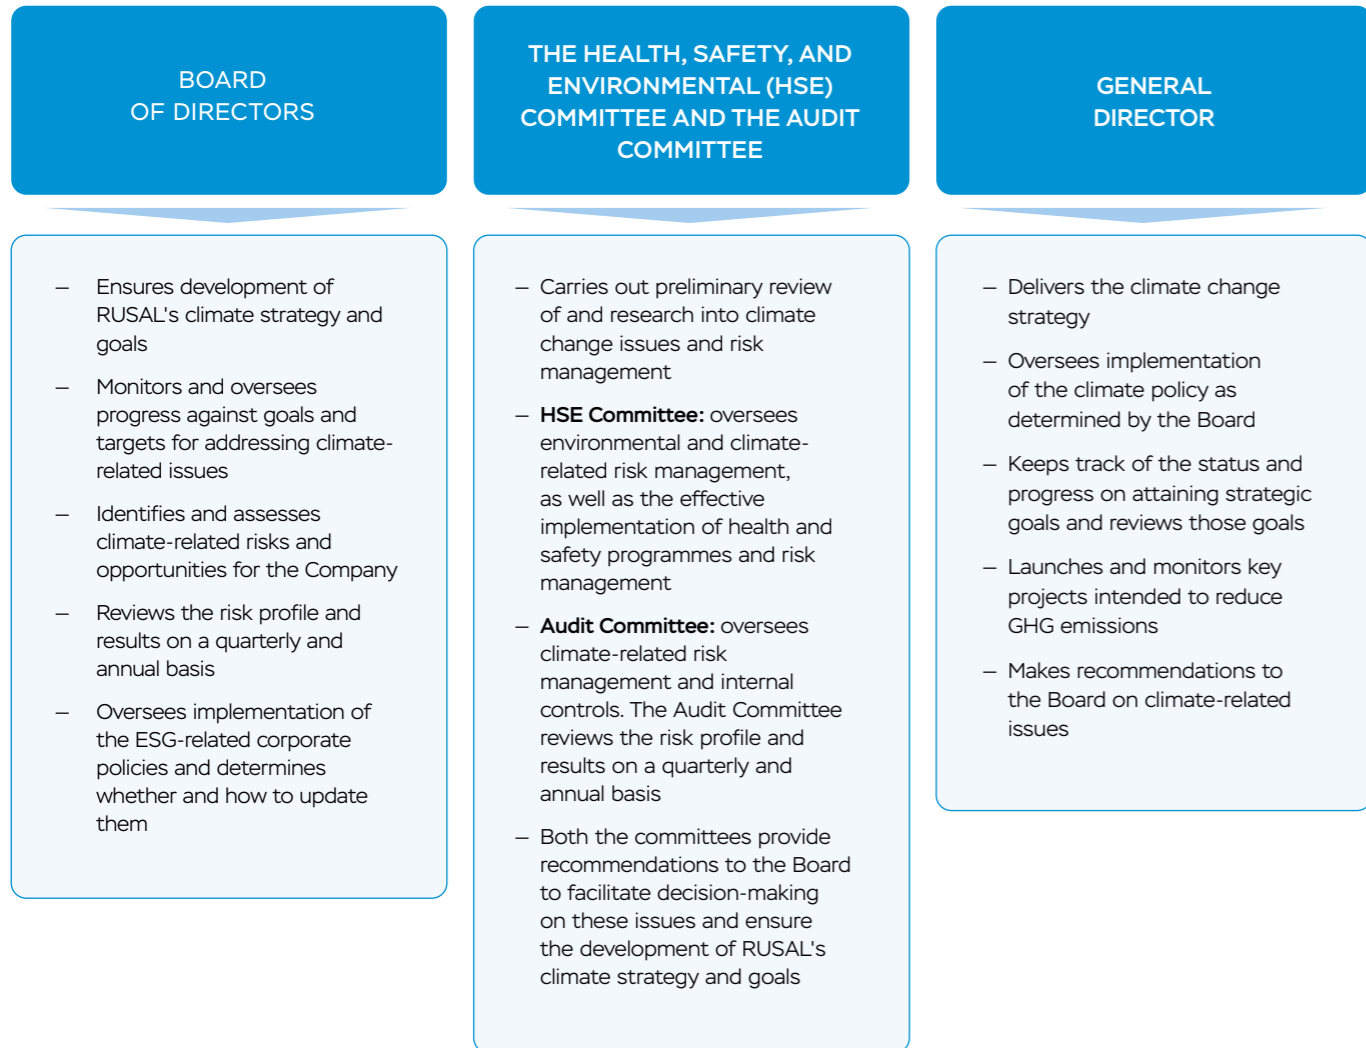 BOARD
OF DIRECTORS
— Ensures development of
RUSAL's climate strategy and
goals
— Monitors and oversees
progress against goals and
targets for addressing climate-
related issues
— Identifies and assesses
climate-related risks and
opportunities for the Company
— Reviews the risk profile and
results on a quarterly and
annual basis
— Oversees implementation of
the ESG-related corporate
policies and determines
whether and how to update
them
THE HEALTH, SAFETY, AND
ENVIRONMENTAL (HSE)
COMMITTEE AND THE AUDIT
COMMITTEE
— Carries out preliminary review
of and research into climate
change issues and risk
management
— HSE Committee: oversees
environmental and climate-
related risk management,
as well as the effective
implementation of health and
safety programmes and risk
management
— Audit Committee: oversees
climate-related risk
management and internal
controls. The Audit Committee
reviews the risk profile and
results on a quarterly and
annual basis
— Both the committees provide
recommendations to the Board
to facilitate decision-making
on these issues and ensure
the development of RUSAL's
climate strategy and goals
GENERAL
DIRECTOR
— Delivers the climate change
strategy
— Oversees implementation
of the climate policy as
determined by the Board
— Keeps track of the status and
progress on attaining strategic
goals and reviews those goals
— Launches and monitors key
projects intended to reduce
GHG emissions
— Makes recommendations to
the Board on climate-related
issues